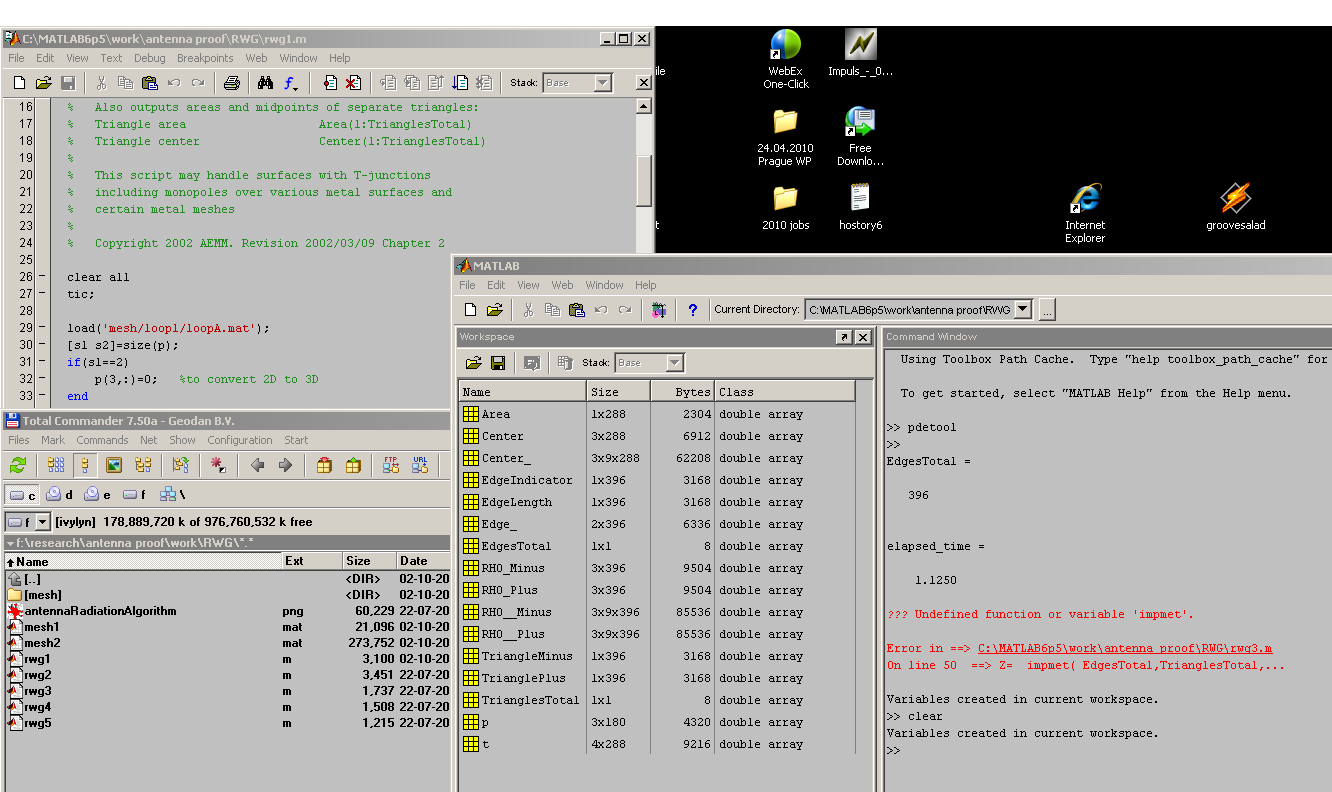 C:\MATLAB6p5\work\antenna proof\RWG\rwg1.m
File Edit View Text Debug Breakpoints Web Window Help
Stack: Base
16 % Also outputs areas and midpoints of separate triangles:
17 % Triangle area Area(1:TrianglesTotal)
18 % Triangle center Center(1:TrianglesTotal)
19 %
20 % This script may handle surfaces with T-junctions
21 % including monopoles over various metal surfaces and
22 % certain metal meshes
23 %
24 % Copyright 2002 AEMM. Revision 2002/03/09 Chapter 2
25
26 - clear all
27 - tic;
28
29 - load('mesh/loop1/loopA.mat');
30 - [s1 s2]=size(p);
31 - if(s1==2)
32 - p(3,:)=0; %to convert 2D to 3D
33 - end
ile
WebEx
One-Click
Impuls_-_0...
24.04.2010
Prague WP
Free
Downlo...
t
2010 jobs
hostory6
Internet
Explorer
groovesalad
MATLAB
File Edit View Web Window Help
Current Directory: C:\MATLAB6p5\work\antenna proof\RWG ...
Workspace
Stack: Base
Name Size Bytes Class
Area 1x288 2304 double array
Center 3x288 6912 double array
Center_ 3x9x288 62208 double array
EdgeIndicator 1x396 3168 double array
EdgeLength 1x396 3168 double array
Edge_ 2x396 6336 double array
EdgesTotal 1x1 8 double array
RHO_Minus 3x396 9504 double array
RHO_Plus 3x396 9504 double array
RHO__Minus 3x9x396 85536 double array
RHO__Plus 3x9x396 85536 double array
TriangleMinus 1x396 3168 double array
TrianglePlus 1x396 3168 double array
TrianglesTotal 1x1 8 double array
p 3x180 4320 double array
t 4x288 9216 double array
Command Window
Using Toolbox Path Cache. Type "help toolbox_path_cache" for
To get started, select "MATLAB Help" from the Help menu.
>> pdetool
>>
EdgesTotal =
396
elapsed_time =
1.1250
??? Undefined function or variable 'impmet'.
Error in ==> C:\MATLAB6p5\work\antenna proof\RWG\rwg3.m
On line 50 ==> Z= impmet( EdgesTotal,TrianglesTotal,...
Variables created in current workspace.
>> clear
Variables created in current workspace.
>>
Total Commander 7.50a - Geodan B.V.
Files Mark Commands Net Show Configuration Start
FTP URL
c d e f \
f [ivylyn] 178,889,720 k of 976,760,532 k free
f:\research\antenna proof\work\RWG\*.*
Name Ext Size Date
[..] <DIR> 02-10-20
[mesh] <DIR> 02-10-20
antennaRadiationAlgorithm png 60,229 22-07-20
mesh1 mat 21,096 02-10-20
mesh2 mat 273,752 02-10-20
rwg1 m 3,100 02-10-20
rwg2 m 3,451 22-07-20
rwg3 m 1,737 22-07-20
rwg4 m 1,508 22-07-20
rwg5 m 1,215 22-07-20